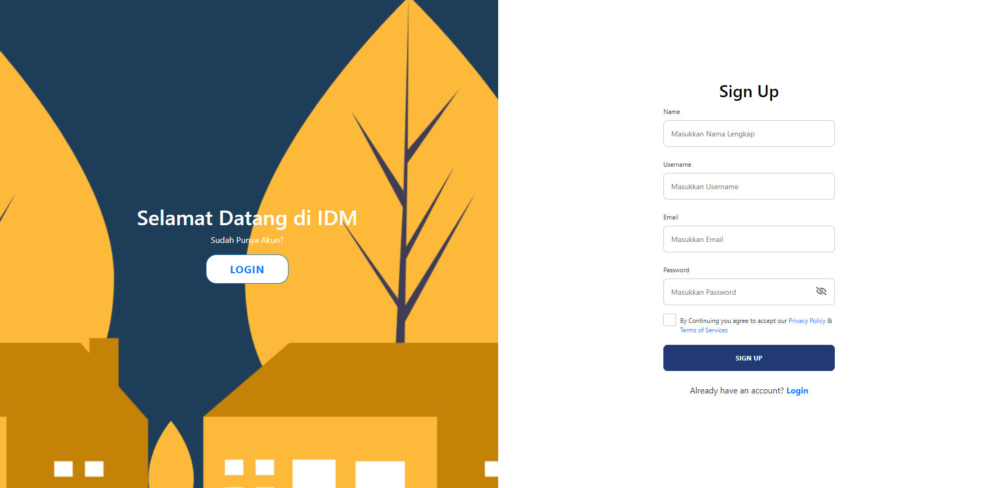 Selamat Datang di IDM
Sudah Punya Akun?
LOGIN
Sign Up
Name
Masukkan Nama Lengkap
Username
Masukkan Username
Email
Masukkan Email
Password
Masukkan Password
By Continuing you agree to accept our Privacy Policy &
Terms of Services
SIGN UP
Already have an account? Login